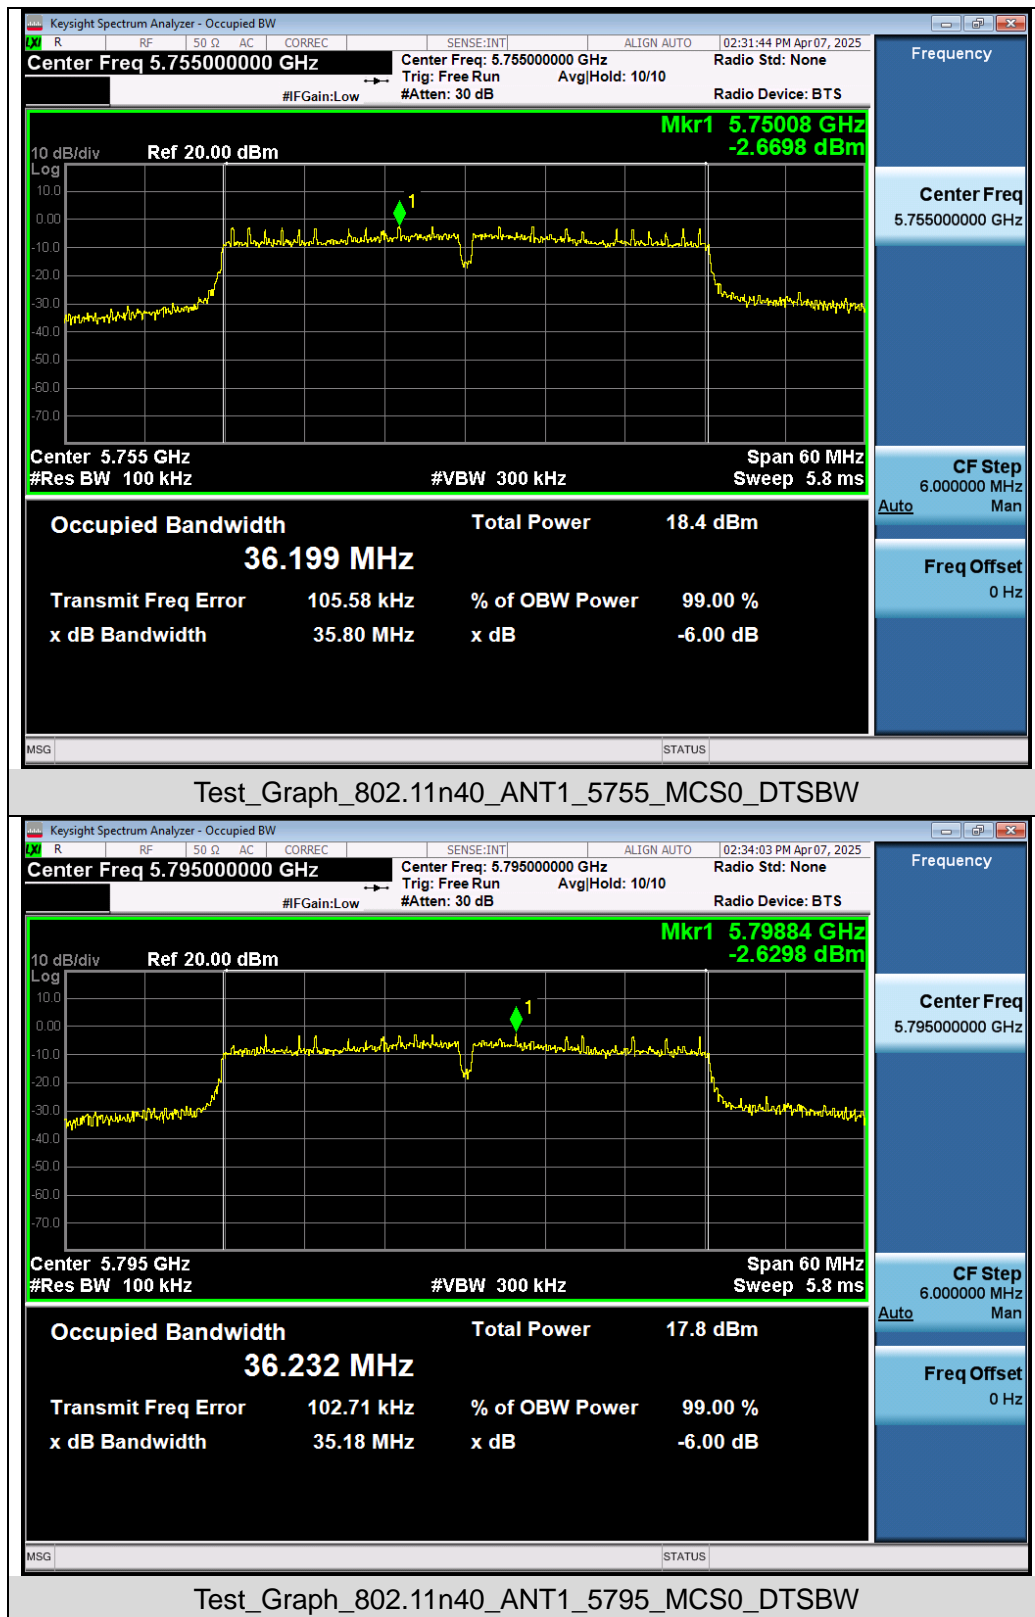 Keysight Spectrum Analyzer - Occupied BW
LXI R RF 50 Ω AC CORREC SENSE:INT ALIGN AUTO 02:31:44 PM Apr 07, 2025
Center Freq 5.755000000 GHz
Center Freq: 5.755000000 GHz Radio Std: None
Trig: Free Run Avg|Hold: 10/10
#IFGain:Low #Atten: 30 dB Radio Device: BTS
Frequency
Mkr1 5.75008 GHz
-2.6698 dBm
10 dB/div Ref 20.00 dBm
Log
10.0
0.00
-10.0
-20.0
-30.0
-40.0
-50.0
-60.0
-70.0
1
Center Freq
5.755000000 GHz
Center 5.755 GHz Span 60 MHz
#Res BW 100 kHz #VBW 300 kHz Sweep 5.8 ms
CF Step
6.000000 MHz
Auto Man
Occupied Bandwidth Total Power 18.4 dBm
36.199 MHz
Transmit Freq Error 105.58 kHz % of OBW Power 99.00 %
x dB Bandwidth 35.80 MHz x dB -6.00 dB
Freq Offset
0 Hz
MSG STATUS
Test_Graph_802.11n40_ANT1_5755_MCS0_DTSBW
Keysight Spectrum Analyzer - Occupied BW
LXI R RF 50 Ω AC CORREC SENSE:INT ALIGN AUTO 02:34:03 PM Apr 07, 2025
Center Freq 5.795000000 GHz
Center Freq: 5.795000000 GHz Radio Std: None
Trig: Free Run Avg|Hold: 10/10
#IFGain:Low #Atten: 30 dB Radio Device: BTS
Frequency
Mkr1 5.79884 GHz
-2.6298 dBm
10 dB/div Ref 20.00 dBm
Log
10.0
0.00
-10.0
-20.0
-30.0
-40.0
-50.0
-60.0
-70.0
1
Center Freq
5.795000000 GHz
Center 5.795 GHz Span 60 MHz
#Res BW 100 kHz #VBW 300 kHz Sweep 5.8 ms
CF Step
6.000000 MHz
Auto Man
Occupied Bandwidth Total Power 17.8 dBm
36.232 MHz
Transmit Freq Error 102.71 kHz % of OBW Power 99.00 %
x dB Bandwidth 35.18 MHz x dB -6.00 dB
Freq Offset
0 Hz
MSG STATUS
Test_Graph_802.11n40_ANT1_5795_MCS0_DTSBW